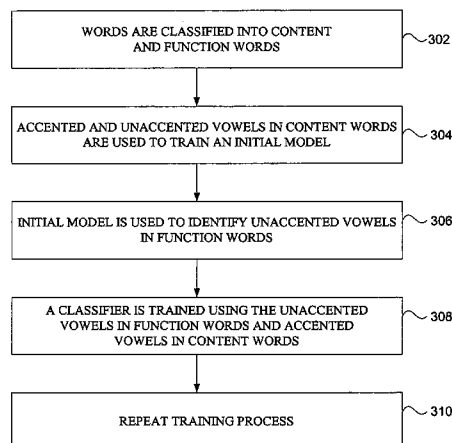 WORDS ARE CLASSIFIED INTO CONTENT
AND FUNCTION WORDS
302
ACCENTED AND UNACCENTED VOWELS IN CONTENT WORDS
ARE USED TO TRAIN AN INITIAL MODEL
304
INITIAL MODEL IS USED TO IDENTIFY UNACCENTED VOWELS
IN FUNCTION WORDS
306
A CLASSIFIER IS TRAINED USING THE UNACCENTED
VOWELS IN FUNCTION WORDS AND ACCENTED
VOWELS IN CONTENT WORDS
308
REPEAT TRAINING PROCESS
310